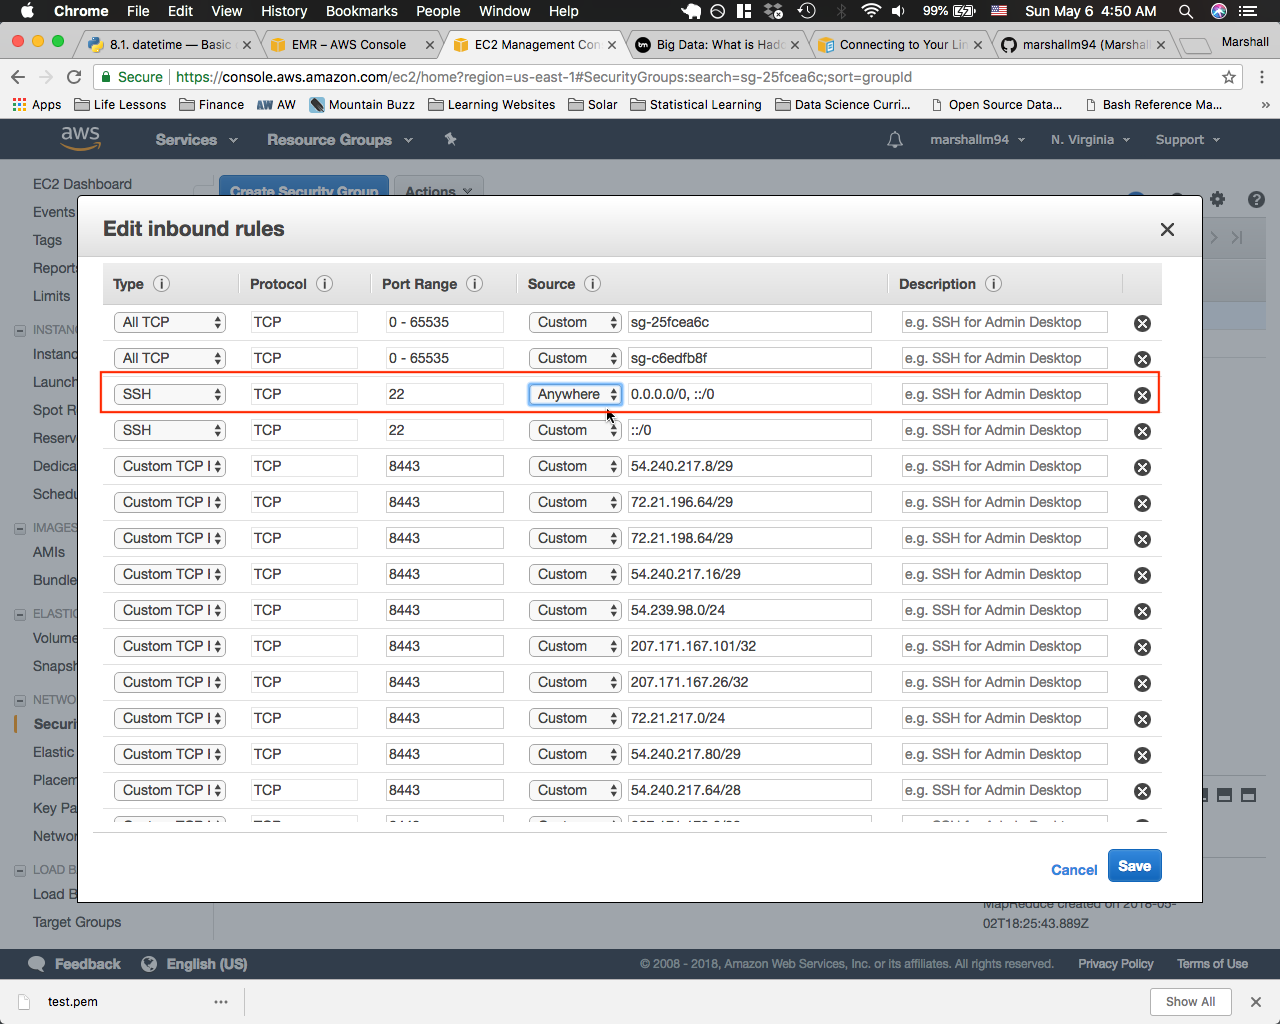 Chrome File Edit View History Bookmarks People Window Help 99% Sun May 6 4:50 AM
8.1. datetime — Basic EMR – AWS Console EC2 Management Con Big Data: What is Had Connecting to Your Lin marshallm94 (Marshal Marshall
Secure https://console.aws.amazon.com/ec2/home?region=us-east-1#SecurityGroups:search=sg-25fcea6c;sort=groupId
Apps Life Lessons Finance AW AW Mountain Buzz Learning Websites Solar Statistical Learning Data Science Curri... Open Source Data... Bash Reference Ma... »
aws Services Resource Groups marshallm94 N. Virginia Support
EC2 Dashboard
Create Security Group Actions
Events
Tags
Report
Limits
INSTAN
Instanc
Launch
Spot R
Reserv
Dedica
Schedu
IMAGES
AMIs
Bundle
ELASTI
Volume
Snapsh
NETWO
Securi
Elastic
Placem
Key Pa
Networ
LOAD B
Load B
Target Groups
Edit inbound rules
Type i Protocol i Port Range i Source i Description i
All TCP TCP 0 - 65535 Custom sg-25fcea6c e.g. SSH for Admin Desktop
All TCP TCP 0 - 65535 Custom sg-c6edfb8f e.g. SSH for Admin Desktop
SSH TCP 22 Anywhere 0.0.0.0/0, ::/0 e.g. SSH for Admin Desktop
SSH TCP 22 Custom ::/0 e.g. SSH for Admin Desktop
Custom TCP I TCP 8443 Custom 54.240.217.8/29 e.g. SSH for Admin Desktop
Custom TCP I TCP 8443 Custom 72.21.196.64/29 e.g. SSH for Admin Desktop
Custom TCP I TCP 8443 Custom 72.21.198.64/29 e.g. SSH for Admin Desktop
Custom TCP I TCP 8443 Custom 54.240.217.16/29 e.g. SSH for Admin Desktop
Custom TCP I TCP 8443 Custom 54.239.98.0/24 e.g. SSH for Admin Desktop
Custom TCP I TCP 8443 Custom 207.171.167.101/32 e.g. SSH for Admin Desktop
Custom TCP I TCP 8443 Custom 207.171.167.26/32 e.g. SSH for Admin Desktop
Custom TCP I TCP 8443 Custom 72.21.217.0/24 e.g. SSH for Admin Desktop
Custom TCP I TCP 8443 Custom 54.240.217.80/29 e.g. SSH for Admin Desktop
Custom TCP I TCP 8443 Custom 54.240.217.64/28 e.g. SSH for Admin Desktop
Cancel Save
MapReduce created on 2018-05-
02T18:25:43.889Z
Feedback English (US) © 2008 - 2018, Amazon Web Services, Inc. or its affiliates. All rights reserved. Privacy Policy Terms of Use
test.pem ... Show All